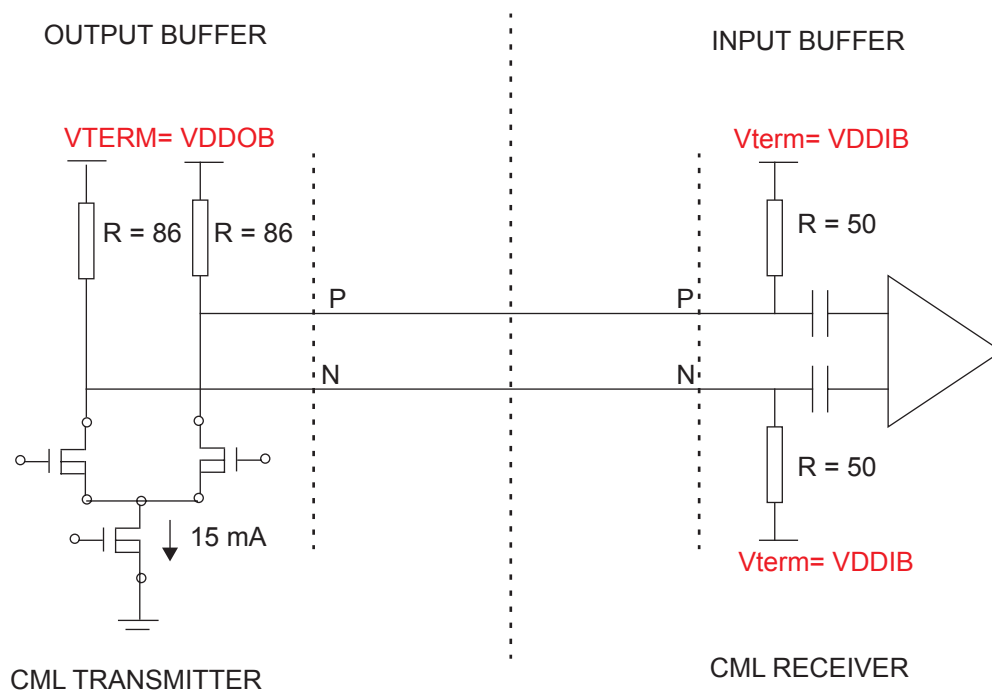 OUTPUT BUFFER
INPUT BUFFER
VTERM= VDDOB
Vterm= VDDIB
R = 86
R = 86
R = 50
P
P
N
N
R = 50
15 mA
Vterm= VDDIB
CML TRANSMITTER
CML RECEIVER